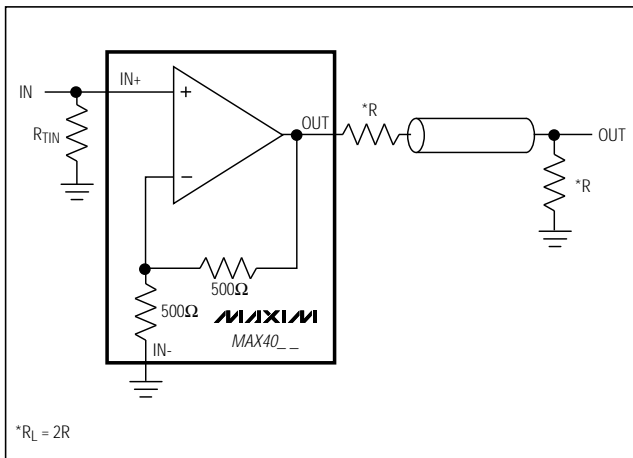 IN
IN+
RTIN
+
−
OUT
*R
OUT
*R
500Ω
500Ω
MAXIM
IN-
MAX40_ _
*RL = 2R